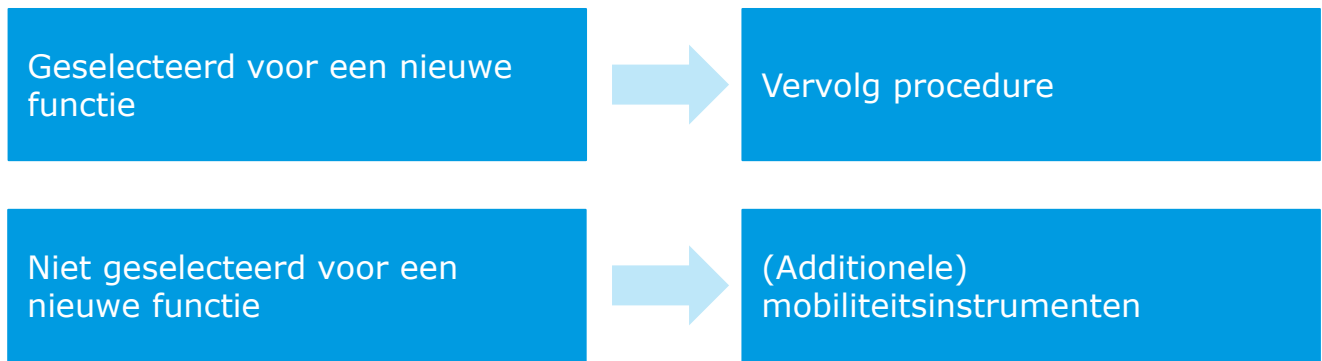 Geselecteerd voor een nieuwe
functie
Vervolg procedure
Niet geselecteerd voor een
nieuwe functie
(Additionele)
mobiliteitsinstrumenten